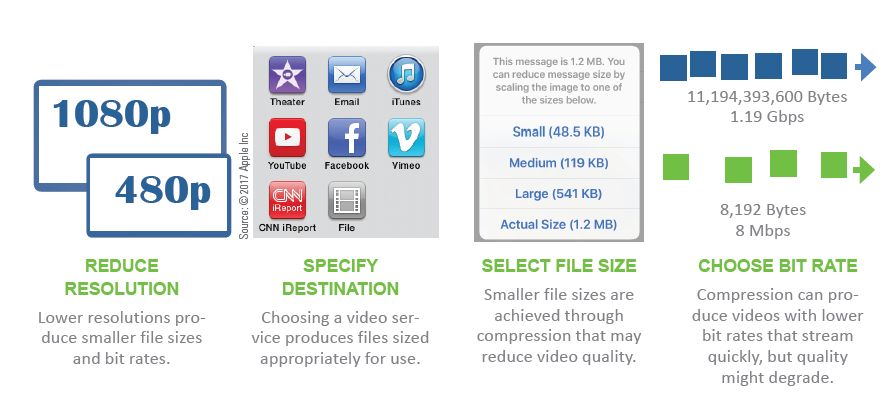 1080p
480p
Source: © 2017 Apple Inc
Theater
Email
iTunes
YouTube
Facebook
Vimeo
CNN
iReport
CNN iReport
File
This message is 1.2 MB. You
can reduce message size by
scaling the image to one of
the sizes below.
Small (48.5 KB)
Medium (119 KB)
Large (541 KB)
Actual Size (1.2 MB)
11,194,393,600 Bytes
1.19 Gbps
8,192 Bytes
8 Mbps
REDUCE
RESOLUTION
Lower resolutions pro-
duce smaller file sizes
and bit rates.
SPECIFY
DESTINATION
Choosing a video ser-
vice produces files sized
appropriately for use.
SELECT FILE SIZE
Smaller file sizes are
achieved through
compression that may
reduce video quality.
CHOOSE BIT RATE
Compression can pro-
duce videos with lower
bit rates that stream
quickly, but quality
might degrade.